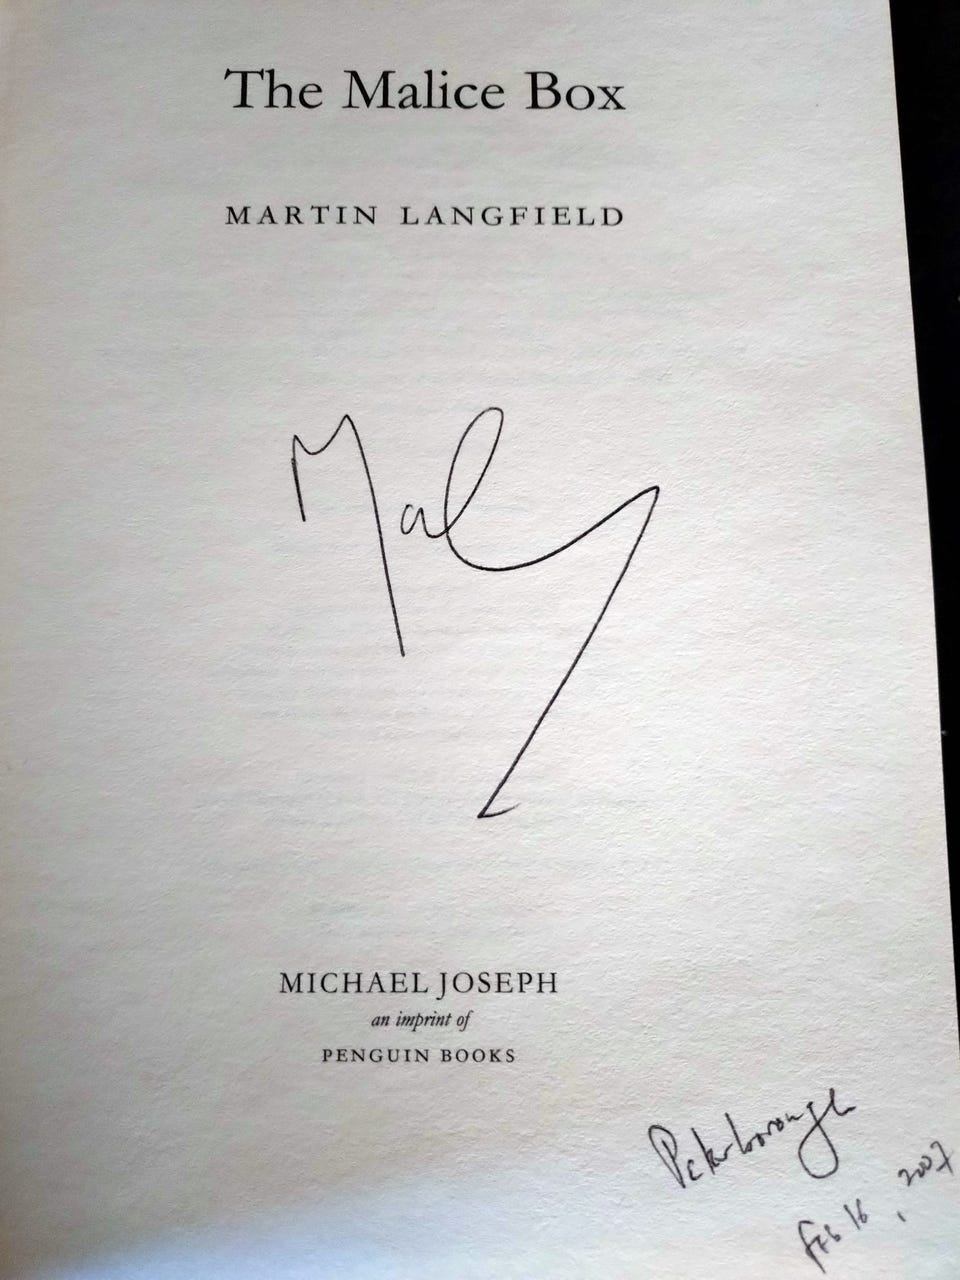 The Malice Box
MARTIN LANGFIELD
MICHAEL JOSEPH
an imprint of
PENGUIN BOOKS
Peterborough
Feb 16, 2007